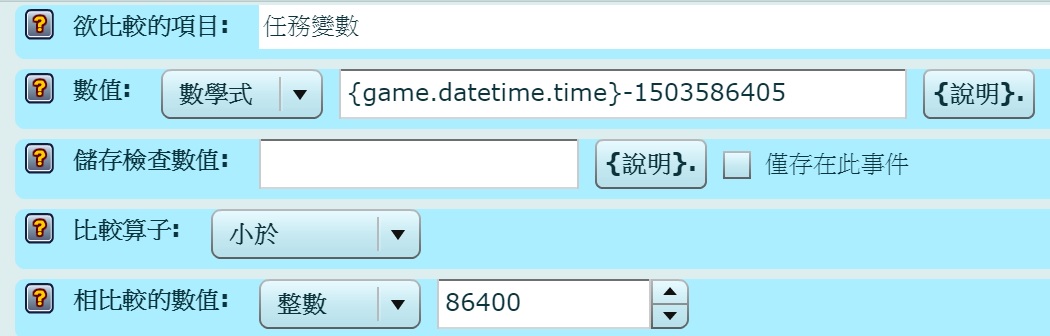 欲比較的項目: 任務變數
數值: 數學式 {game.datetime.time}-1503586405 {說明}.
儲存檢查數值: {說明}. 僅存在此事件
比較算子: 小於
相比較的數值: 整數 86400